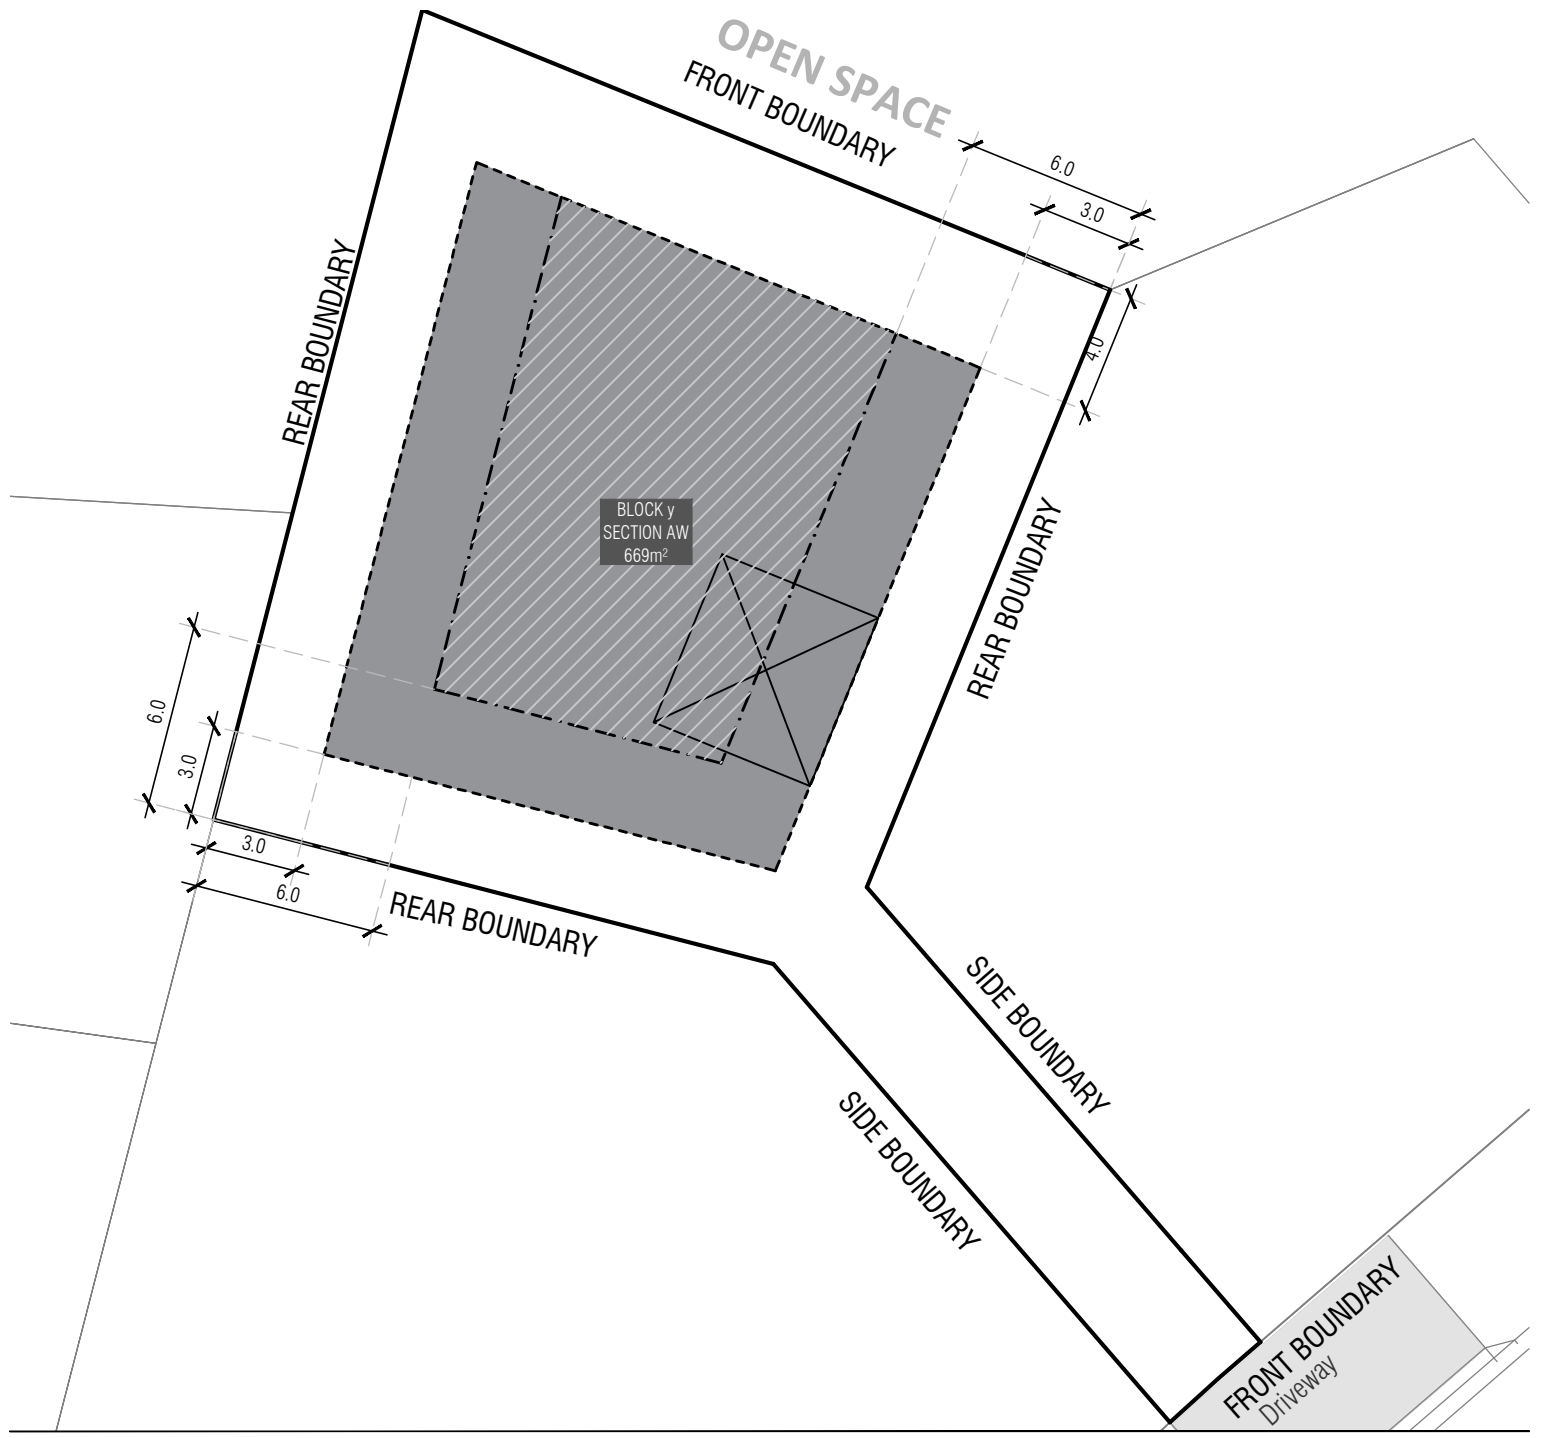 OPEN SPACE
FRONT BOUNDARY
6.0
3.0
4.0
REAR BOUNDARY
REAR BOUNDARY
BLOCK y
SECTION AW
669m²
6.0
3.0
3.0
6.0
REAR BOUNDARY
SIDE BOUNDARY
SIDE BOUNDARY
FRONT BOUNDARY
Driveway